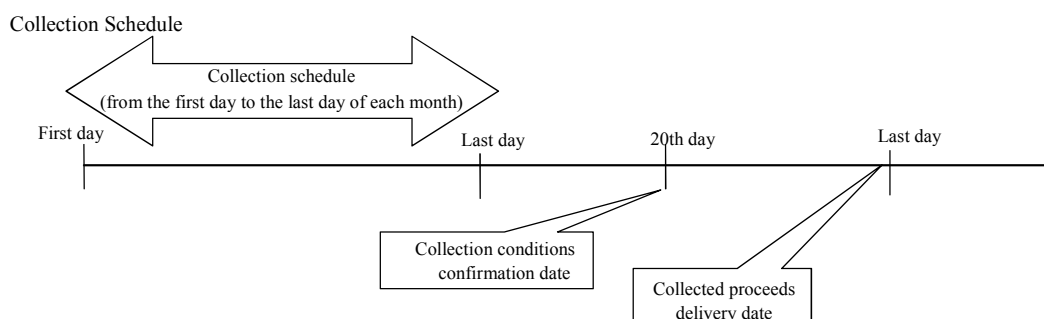 Collection Schedule
Collection schedule
(from the first day to the last day of each month)
First day
Last day
20th day
Last day
Collection conditions
confirmation date
Collected proceeds
delivery date